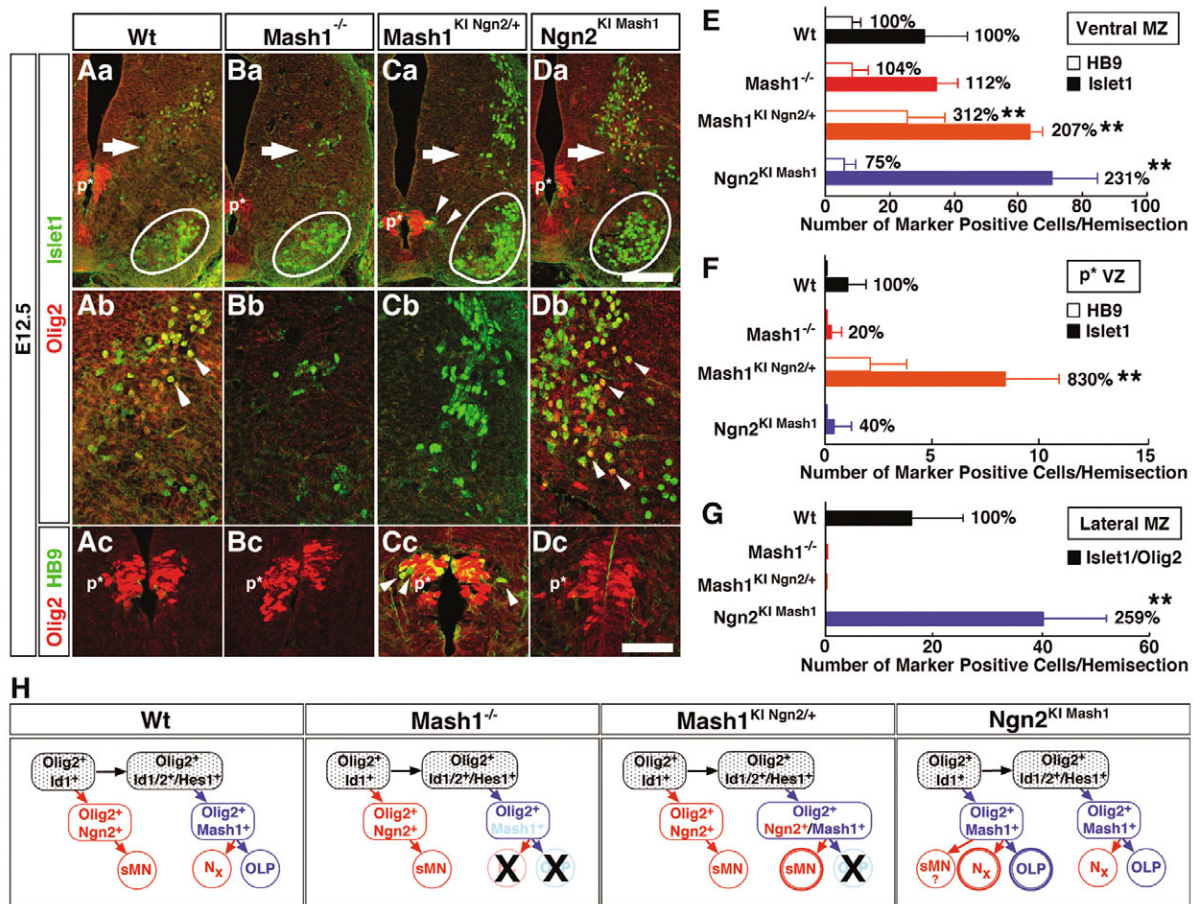 Wt
Mash1-/-
Mash1KI Ngn2/+
Ngn2KI Mash1
E12.5
Olig2 Islet1
Olig2 HB9
Aa
Ba
Ca
Da
p*
p*
p*
p*
Ab
Bb
Cb
Db
Ac
Bc
Cc
Dc
p*
p*
p*
p*
E
Ventral MZ
HB9
Islet1
Wt
100%
100%
Mash1-/-
104%
112%
Mash1KI Ngn2/+
312% **
207% **
Ngn2KI Mash1
75%
231% **
0 20 40 60 80 100
Number of Marker Positive Cells/Hemisection
F
p* VZ
HB9
Islet1
Wt
100%
Mash1-/-
20%
Mash1KI Ngn2/+
830% **
Ngn2KI Mash1
40%
0 5 10 15
Number of Marker Positive Cells/Hemisection
G
Lateral MZ
Islet1/Olig2
Wt
100%
Mash1-/-
Mash1KI Ngn2/+
Ngn2KI Mash1
259% **
0 20 40 60
Number of Marker Positive Cells/Hemisection
H
Wt
Olig2+
Id1+
Olig2+
Id1/2+/Hes1+
Olig2+
Ngn2+
Olig2+
Mash1+
sMN
NX
OLP
Mash1-/-
Olig2+
Id1+
Olig2+
Id1/2+/Hes1+
Olig2+
Ngn2+
Olig2+
Mash1+
sMN
X
X
Mash1KI Ngn2/+
Olig2+
Id1+
Olig2+
Id1/2+/Hes1+
Olig2+
Ngn2+
Olig2+
Ngn2+/Mash1+
sMN
sMN
X
Ngn2KI Mash1
Olig2+
Id1+
Olig2+
Id1/2+/Hes1+
Olig2+
Mash1+
Olig2+
Mash1+
sMN
?
NX
OLP
NX
OLP